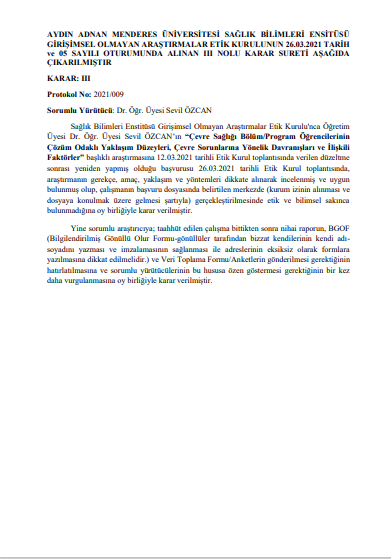 AYDIN ADNAN MENDERES ÜNİVERSİTESİ SAĞLIK BİLİMLERİ ENSİTÜSÜ
GİRİŞİMSEL OLMAYAN ARAŞTIRMALAR ETİK KURULUNUN 26.03.2021 TARİH
ve 05 SAYILI OTURUMUNDA ALINAN III NOLU KARAR SURETİ AŞAĞIDA
ÇIKARILMIŞTIR
KARAR: III
Protokol No: 2021/009
Sorumlu Yürütücü: Dr. Öğr. Üyesi Sevil ÖZCAN
Sağlık Bilimleri Enstitüsü Girişimsel Olmayan Araştırmalar Etik Kurulu'nca Öğretim
Üyesi Dr. Öğr. Üyesi Sevil ÖZCAN'ın "Çevre Sağlığı Bölüm/Program Öğrencilerinin
Çözüm Odaklı Yaklaşım Düzeyleri, Çevre Sorunlarına Yönelik Davranışları ve İlişkili
Faktörler" başlıklı araştırmasına 12.03.2021 tarihli Etik Kurul toplantısında verilen düzeltme
sonrası yeniden yapmış olduğu başvurusu 26.03.2021 tarihli Etik Kurul toplantısında,
araştırmanın gerekçe, amaç, yaklaşım ve yöntemleri dikkate alınarak incelenmiş ve uygun
bulunmuş olup, çalışmanın başvuru dosyasında belirtilen merkezde (kurum izinin alınması ve
dosyaya konulmak üzere gelmesi şartıyla) gerçekleştirilmesinde etik ve bilimsel sakınca
bulunmadığına oy birliğiyle karar verilmiştir.
Yine sorumlu araştırıcıya; taahhüt edilen çalışma bittikten sonra nihai raporun, BGOF
(Bilgilendirilmiş Gönüllü Olur Formu-gönüllüler tarafından bizzat kendilerinin kendi adı-
soyadını yazması ve imzalamasının sağlanması ile adreslerinin eksiksiz olarak formlara
yazılmasına dikkat edilmelidir.) ve Veri Toplama Formu/Anketlerin gönderilmesi gerektiğinin
hatırlatılmasına ve sorumlu yürütücülerinin bu hususa özen göstermesi gerektiğinin bir kez
daha vurgulanmasına oy birliğiyle karar verilmiştir.